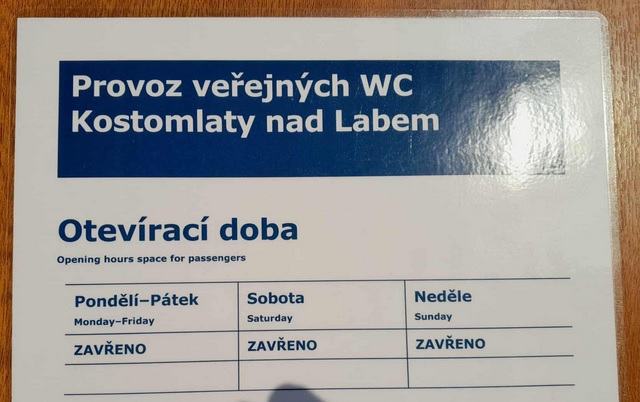 Provoz veřejných WC
Kostomlaty nad Labem
Otevírací doba
Opening hours space for passengers
Pondělí–Pátek Sobota Neděle
Monday–Friday Saturday Sunday
ZAVŘENO ZAVŘENO ZAVŘENO